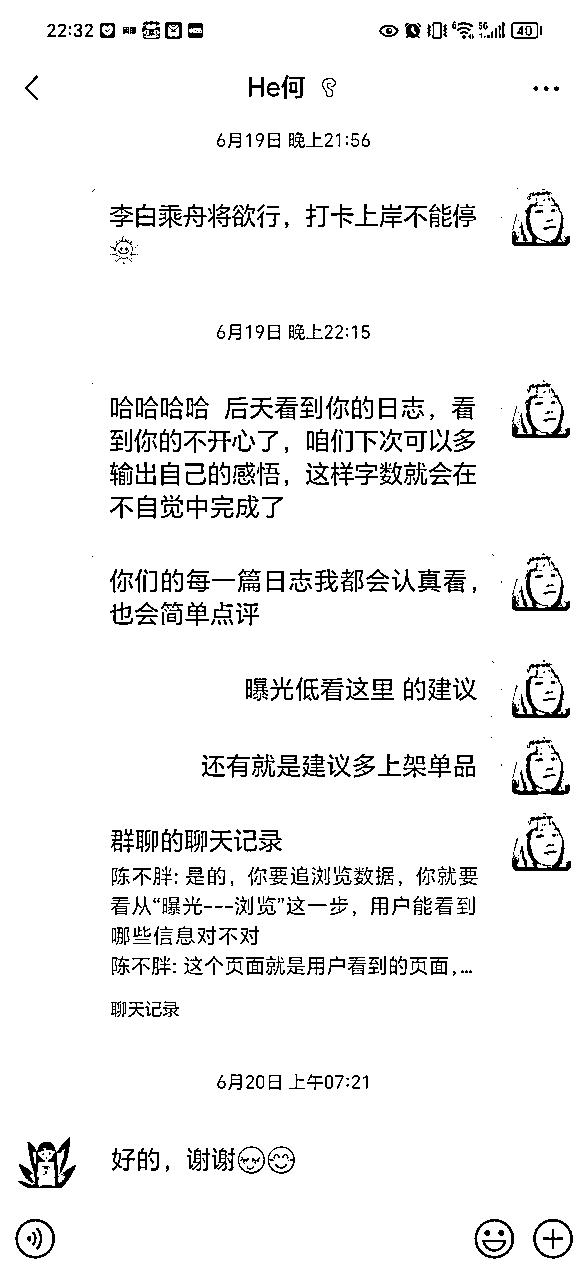 22:32
5G
40
He何
6月19日 晚上21:56
李白乘舟将欲行，打卡上岸不能停
6月19日 晚上22:15
哈哈哈哈 后天看到你的日志，看
到你的不开心了，咱们下次可以多
输出自己的感悟，这样字数就会在
不自觉中完成了
你们的每一篇日志我都会认真看，
也会简单点评
曝光低看这里 的建议
还有就是建议多上架单品
群聊的聊天记录
陈不胖: 是的，你要追浏览数据，你就要
看从“曝光---浏览”这一步，用户能看到
哪些信息对不对
陈不胖: 这个页面就是用户看到的页面,...
聊天记录
6月20日 上午07:21
好的，谢谢